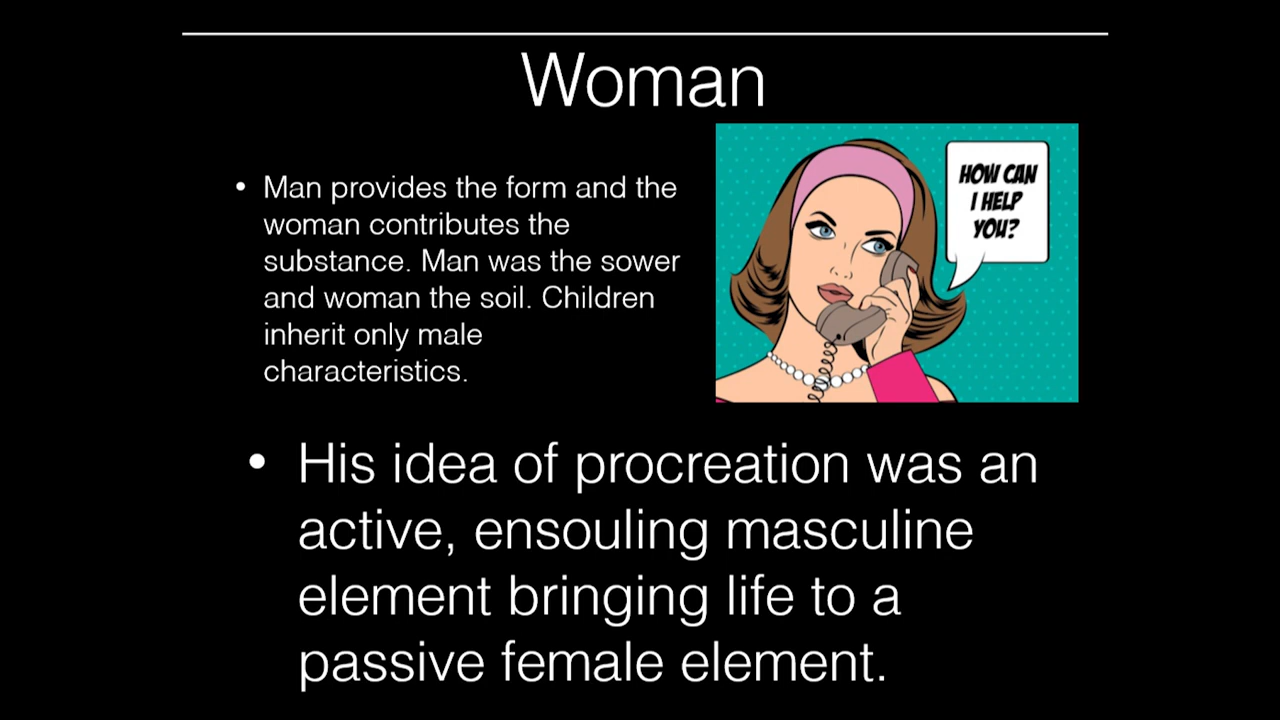 Woman
• Man provides the form and the
woman contributes the
substance. Man was the sower
and woman the soil. Children
inherit only male
characteristics.
HOW CAN
I HELP
YOU?
• His idea of procreation was an
active, ensouling masculine
element bringing life to a
passive female element.